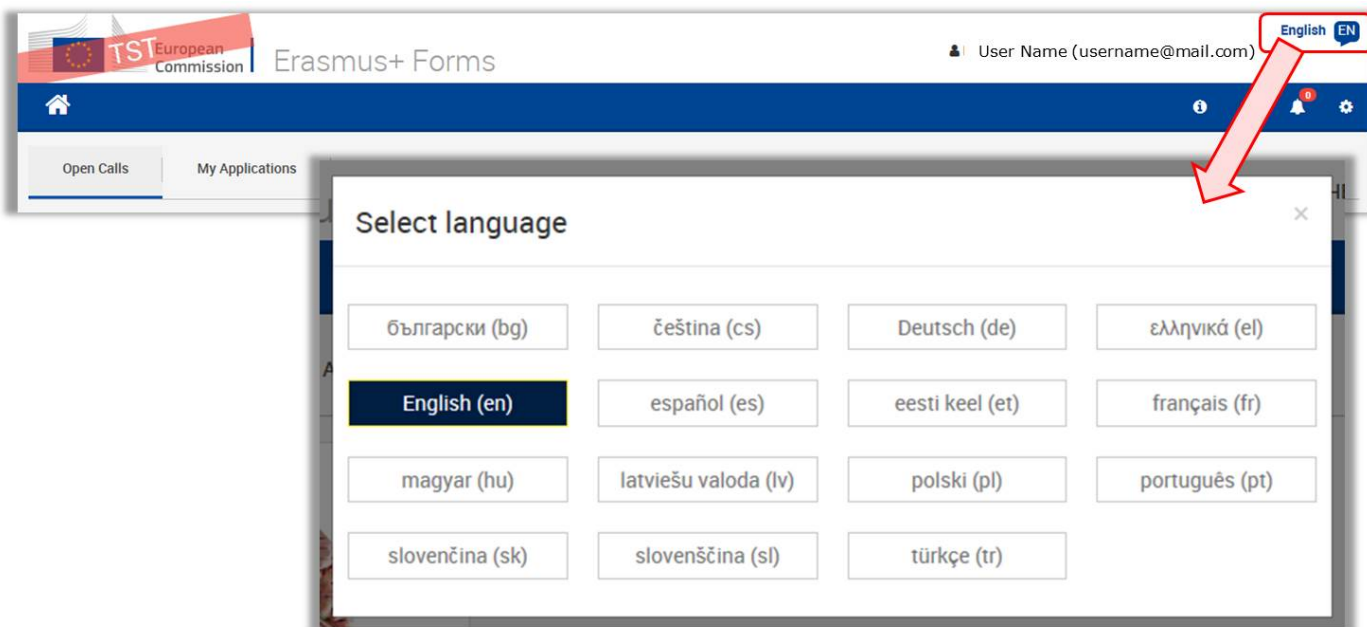 English EN
TST
European
Commission
Erasmus+ Forms
User Name (username@mail.com)
0
Open Calls
My Applications
Select language
×
български (bg)
čeština (cs)
Deutsch (de)
ελληνικά (el)
English (en)
español (es)
eesti keel (et)
français (fr)
magyar (hu)
latviešu valoda (lv)
polski (pl)
português (pt)
slovenčina (sk)
slovenščina (sl)
türkçe (tr)